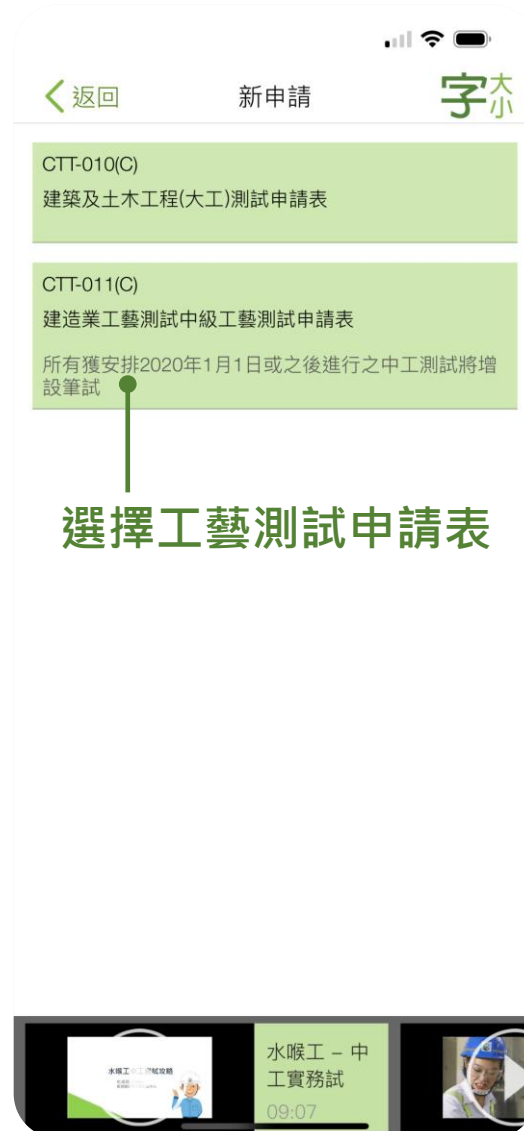 返回
新申請
字大小
CTT-010(C)
建築及土木工程(大工)測試申請表
CTT-011(C)
建造業工藝測試中級工藝測試申請表
所有獲安排2020年1月1日或之後進行之中工測試將增
設筆試
選擇工藝測試申請表
水喉工 – 中
工實務試
09:07